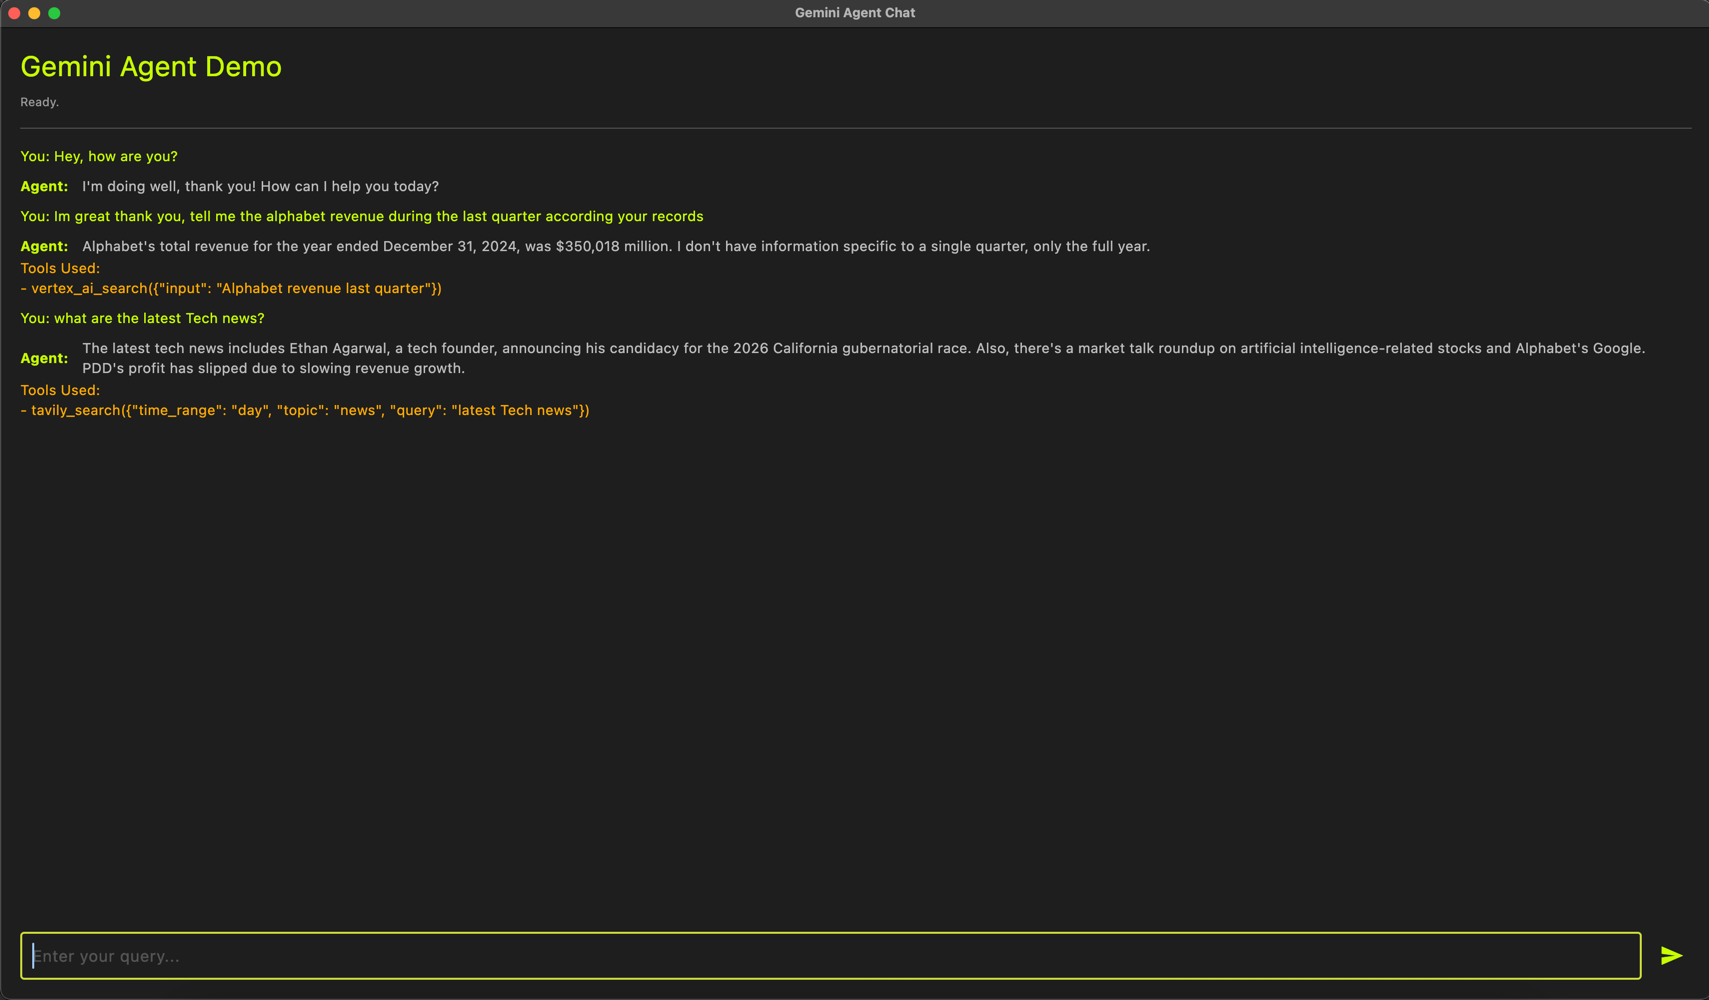 Gemini Agent Chat
Gemini Agent Demo
Ready.
You: Hey, how are you?
Agent: I'm doing well, thank you! How can I help you today?
You: Im great thank you, tell me the alphabet revenue during the last quarter according your records
Agent: Alphabet's total revenue for the year ended December 31, 2024, was $350,018 million. I don't have information specific to a single quarter, only the full year.
Tools Used:
- vertex_ai_search({"input": "Alphabet revenue last quarter"})
You: what are the latest Tech news?
Agent: The latest tech news includes Ethan Agarwal, a tech founder, announcing his candidacy for the 2026 California gubernatorial race. Also, there's a market talk roundup on artificial intelligence-related stocks and Alphabet's Google.
PDD's profit has slipped due to slowing revenue growth.
Tools Used:
- tavily_search({"time_range": "day", "topic": "news", "query": "latest Tech news"})
Enter your query...